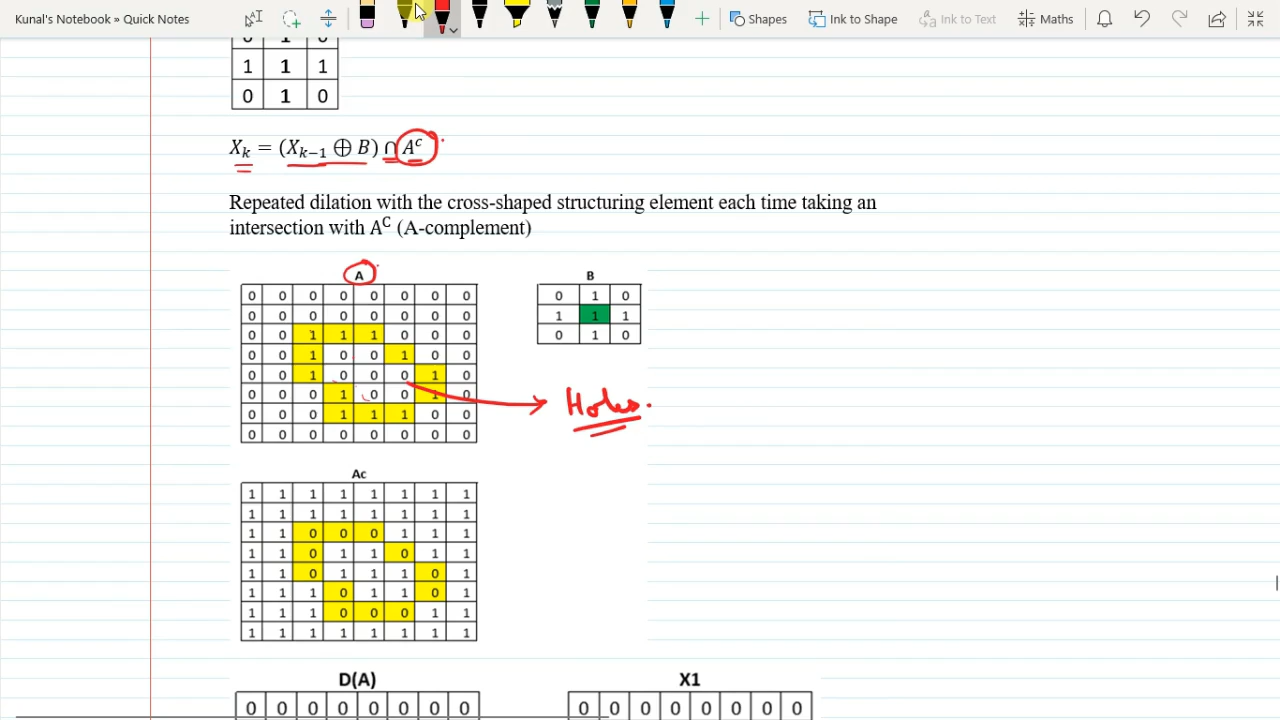 Kunal's Notebook » Quick Notes Shapes Ink to Shape Ink to Text Maths
0 1 0
1 1 1
0 1 0
Xₖ = (Xₖ₋₁ ⊕ B) ∩ Aᶜ
Repeated dilation with the cross-shaped structuring element each time taking an
intersection with Aᶜ (A-complement)
A
0 0 0 0 0 0 0 0
0 0 0 0 0 0 0 0
0 0 1 1 1 0 0 0
0 0 1 0 0 1 0 0
0 0 1 0 0 0 1 0
0 0 0 1 0 0 1 0
0 0 0 1 1 1 0 0
0 0 0 0 0 0 0 0
B
0 1 0
1 1 1
0 1 0
Holes.
Ac
1 1 1 1 1 1 1 1
1 1 1 1 1 1 1 1
1 1 0 0 0 1 1 1
1 1 0 1 1 0 1 1
1 1 0 1 1 1 0 1
1 1 1 0 1 1 0 1
1 1 1 0 0 0 1 1
1 1 1 1 1 1 1 1
D(A)
0 0 0 0 0 0 0 0
X1
0 0 0 0 0 0 0 0